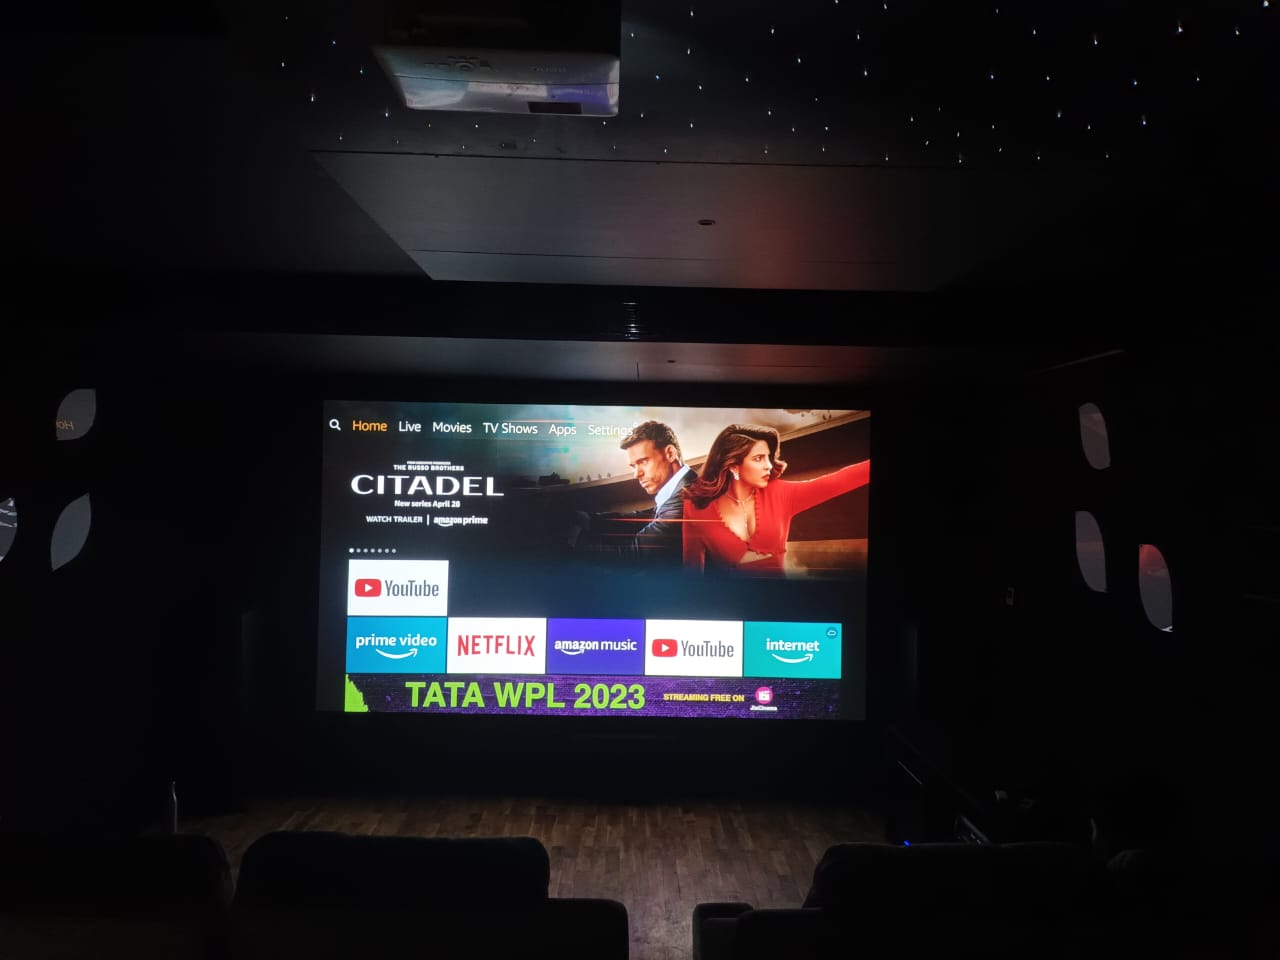 Home Live Movies TV Shows Apps Settings
THE RUSSO BROTHERS
CITADEL
New series April 28
WATCH TRAILER | amazon prime
YouTube
prime video
NETFLIX
amazon music
YouTube
internet
TATA WPL 2023
STREAMING FREE ON
JioCinema